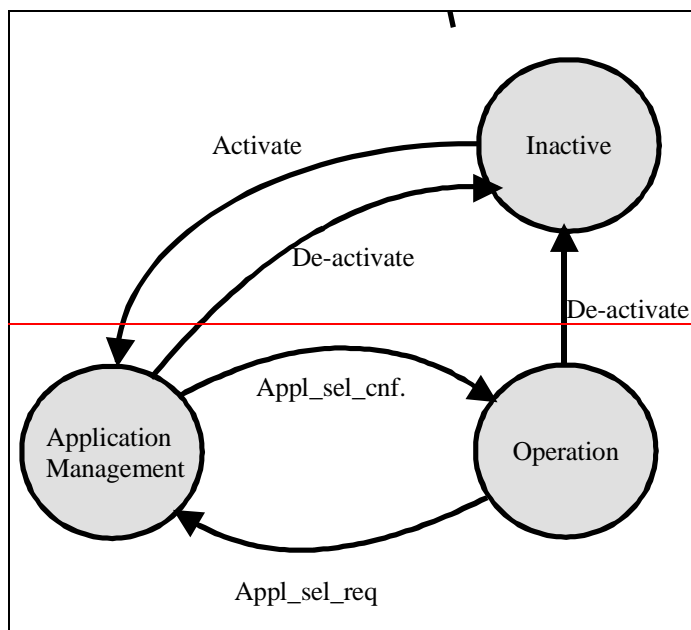 Activate
Inactive
De-activate
De-activate
Appl_sel_cnf.
Application
Management
Operation
Appl_sel_req